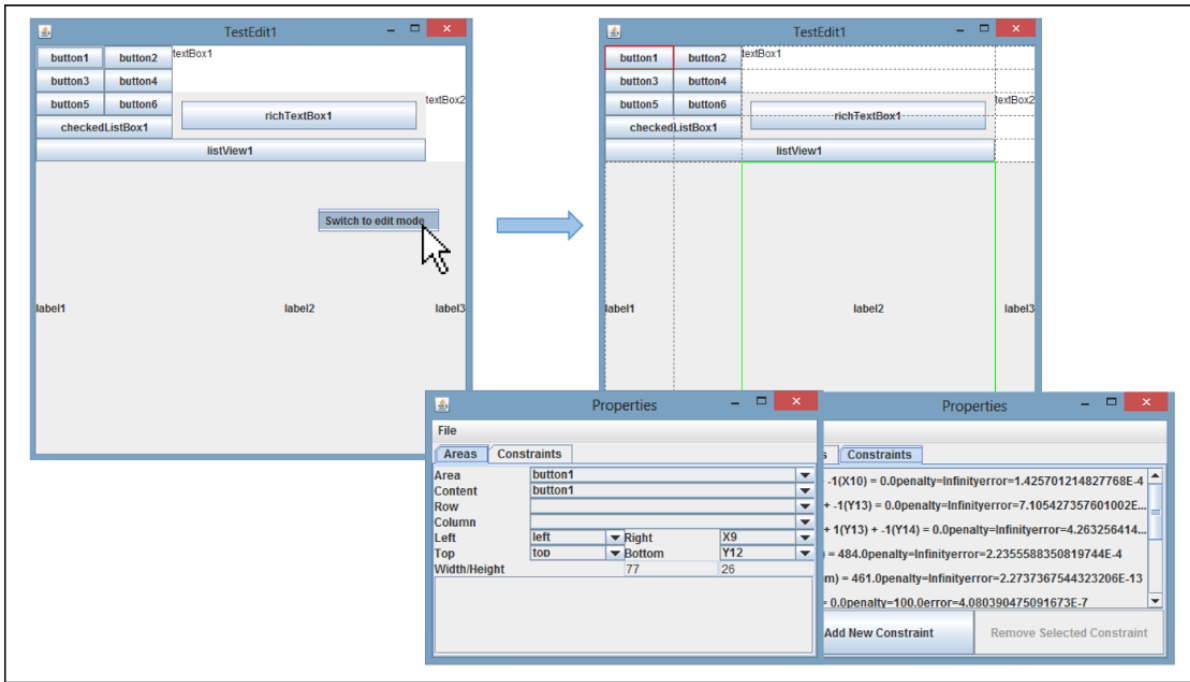 TestEdit1
button1 button2 textBox1
button3 button4
button5 button6 richTextBox1 textBox2
checkedListBox1
listView1
Switch to edit mode
label1 label2 label3
TestEdit1
button1 button2 textBox1
button3 button4
button5 button6 richTextBox1 textBox2
checkedListBox1
listView1
label1 label2 label3
Properties
File
Areas Constraints
Area button1
Content button1
Row
Column
Left left Right X9
Top top Bottom Y12
Width/Height 77 26
Properties
s Constraints
-1(X10) = 0.0penalty=Infinityerror=1.425701214827768E-4
+ -1(Y13) = 0.0penalty=Infinityerror=7.105427357601002E...
+ 1(Y13) + -1(Y14) = 0.0penalty=Infinityerror=4.263256414...
) = 484.0penalty=Infinityerror=2.2355588350819744E-4
om) = 461.0penalty=Infinityerror=2.2737367544323206E-13
= 0.0penalty=100.0error=4.080390475091673E-7
Add New Constraint Remove Selected Constraint